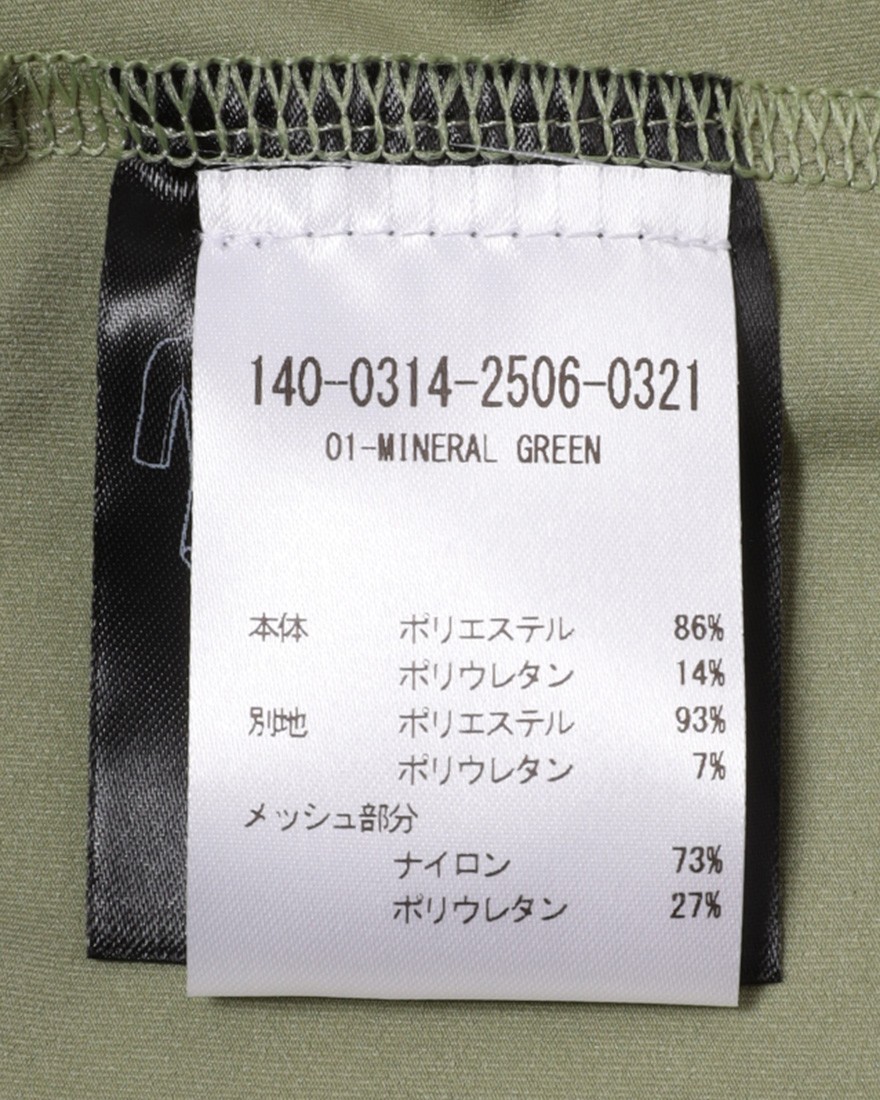 140-0314-2506-0321
01-MINERAL GREEN
本体 ポリエステル 86%
ポリウレタン 14%
別地 ポリエステル 93%
ポリウレタン 7%
メッシュ部分
ナイロン 73%
ポリウレタン 27%